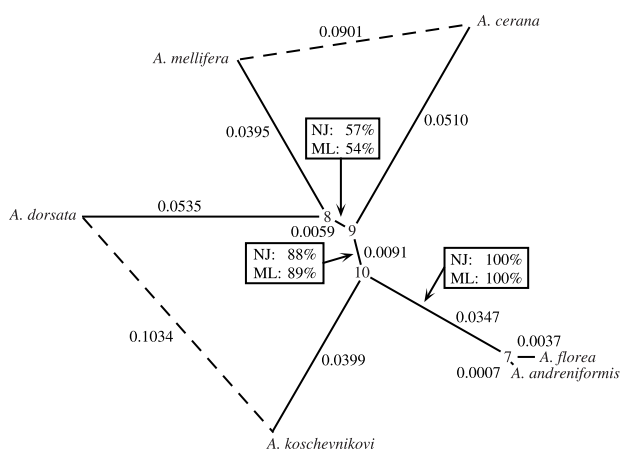 A. cerana
0.0901
A. mellifera
0.0395
NJ: 57%
ML: 54%
0.0510
A. dorsata
0.0535
8
9
0.0059
NJ: 88%
ML: 89%
0.0091
10
NJ: 100%
ML: 100%
0.0347
0.1034
0.0399
0.0037
7
A. florea
0.0007
A. andreniformis
A. koschevnikovi